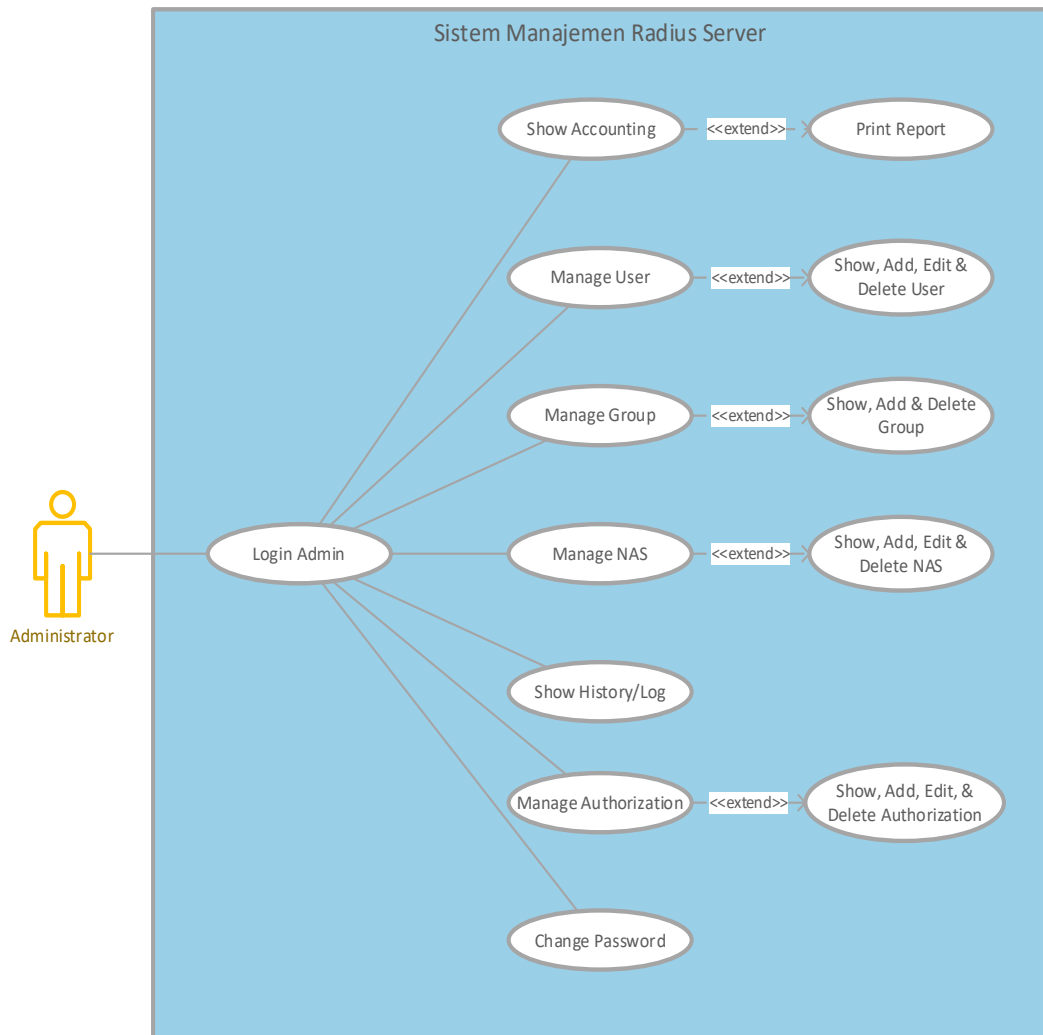 Sistem Manajemen Radius Server
Show Accounting
<<extend>>
Print Report
Manage User
<<extend>>
Show, Add, Edit &
Delete User
Manage Group
<<extend>>
Show, Add & Delete
Group
Administrator
Login Admin
Manage NAS
<<extend>>
Show, Add, Edit &
Delete NAS
Show History/Log
Manage Authorization
<<extend>>
Show, Add, Edit, &
Delete Authorization
Change Password